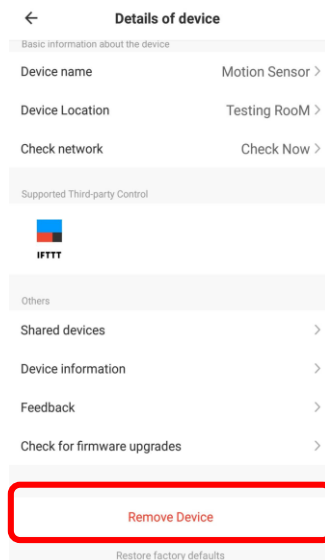 Details of device
Basic information about the device
Device name Motion Sensor
Device Location Testing RooM
Check network Check Now
Supported Third-party Control
IFTTT
Others
Shared devices
Device information
Feedback
Check for firmware upgrades
Remove Device
Restore factory defaults